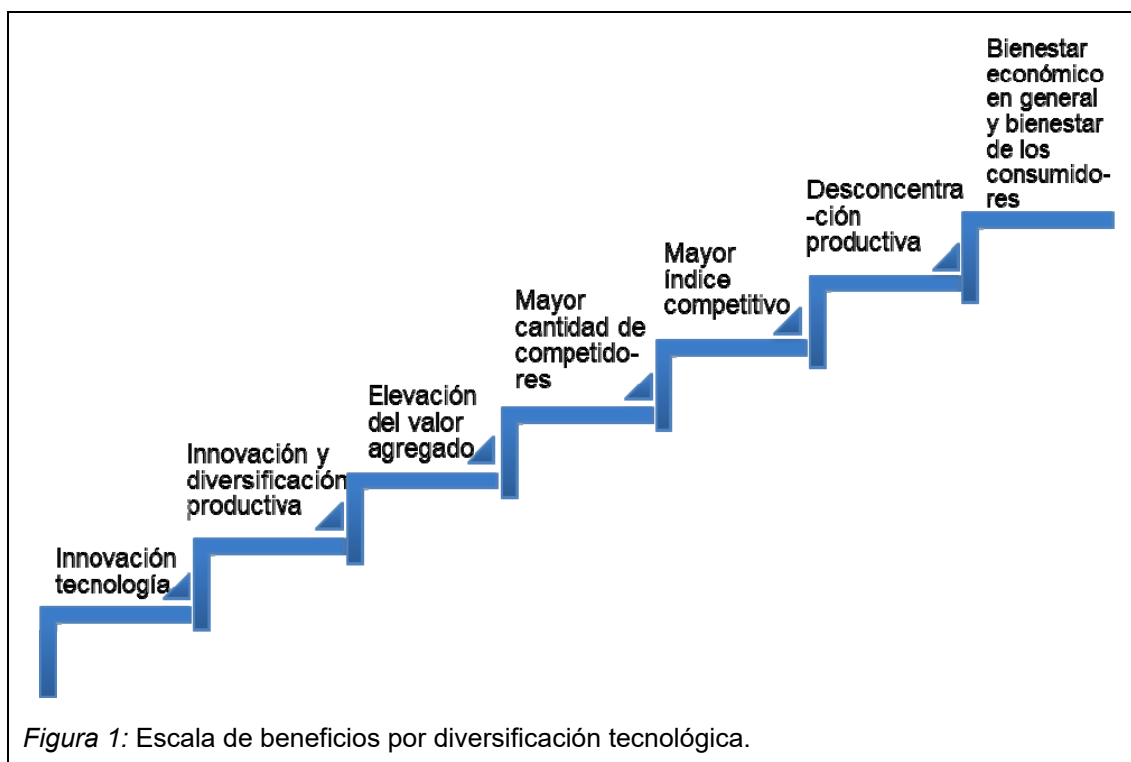 Innovación
tecnología
Innovación y
diversificación
productiva
Elevación
del valor
agregado
Mayor
cantidad de
competido-
res
Mayor
índice
competitivo
Desconcentra
-ción
productiva
Bienestar
económico
en general
y bienestar
de los
consumido-
res
Figura 1: Escala de beneficios por diversificación tecnológica.